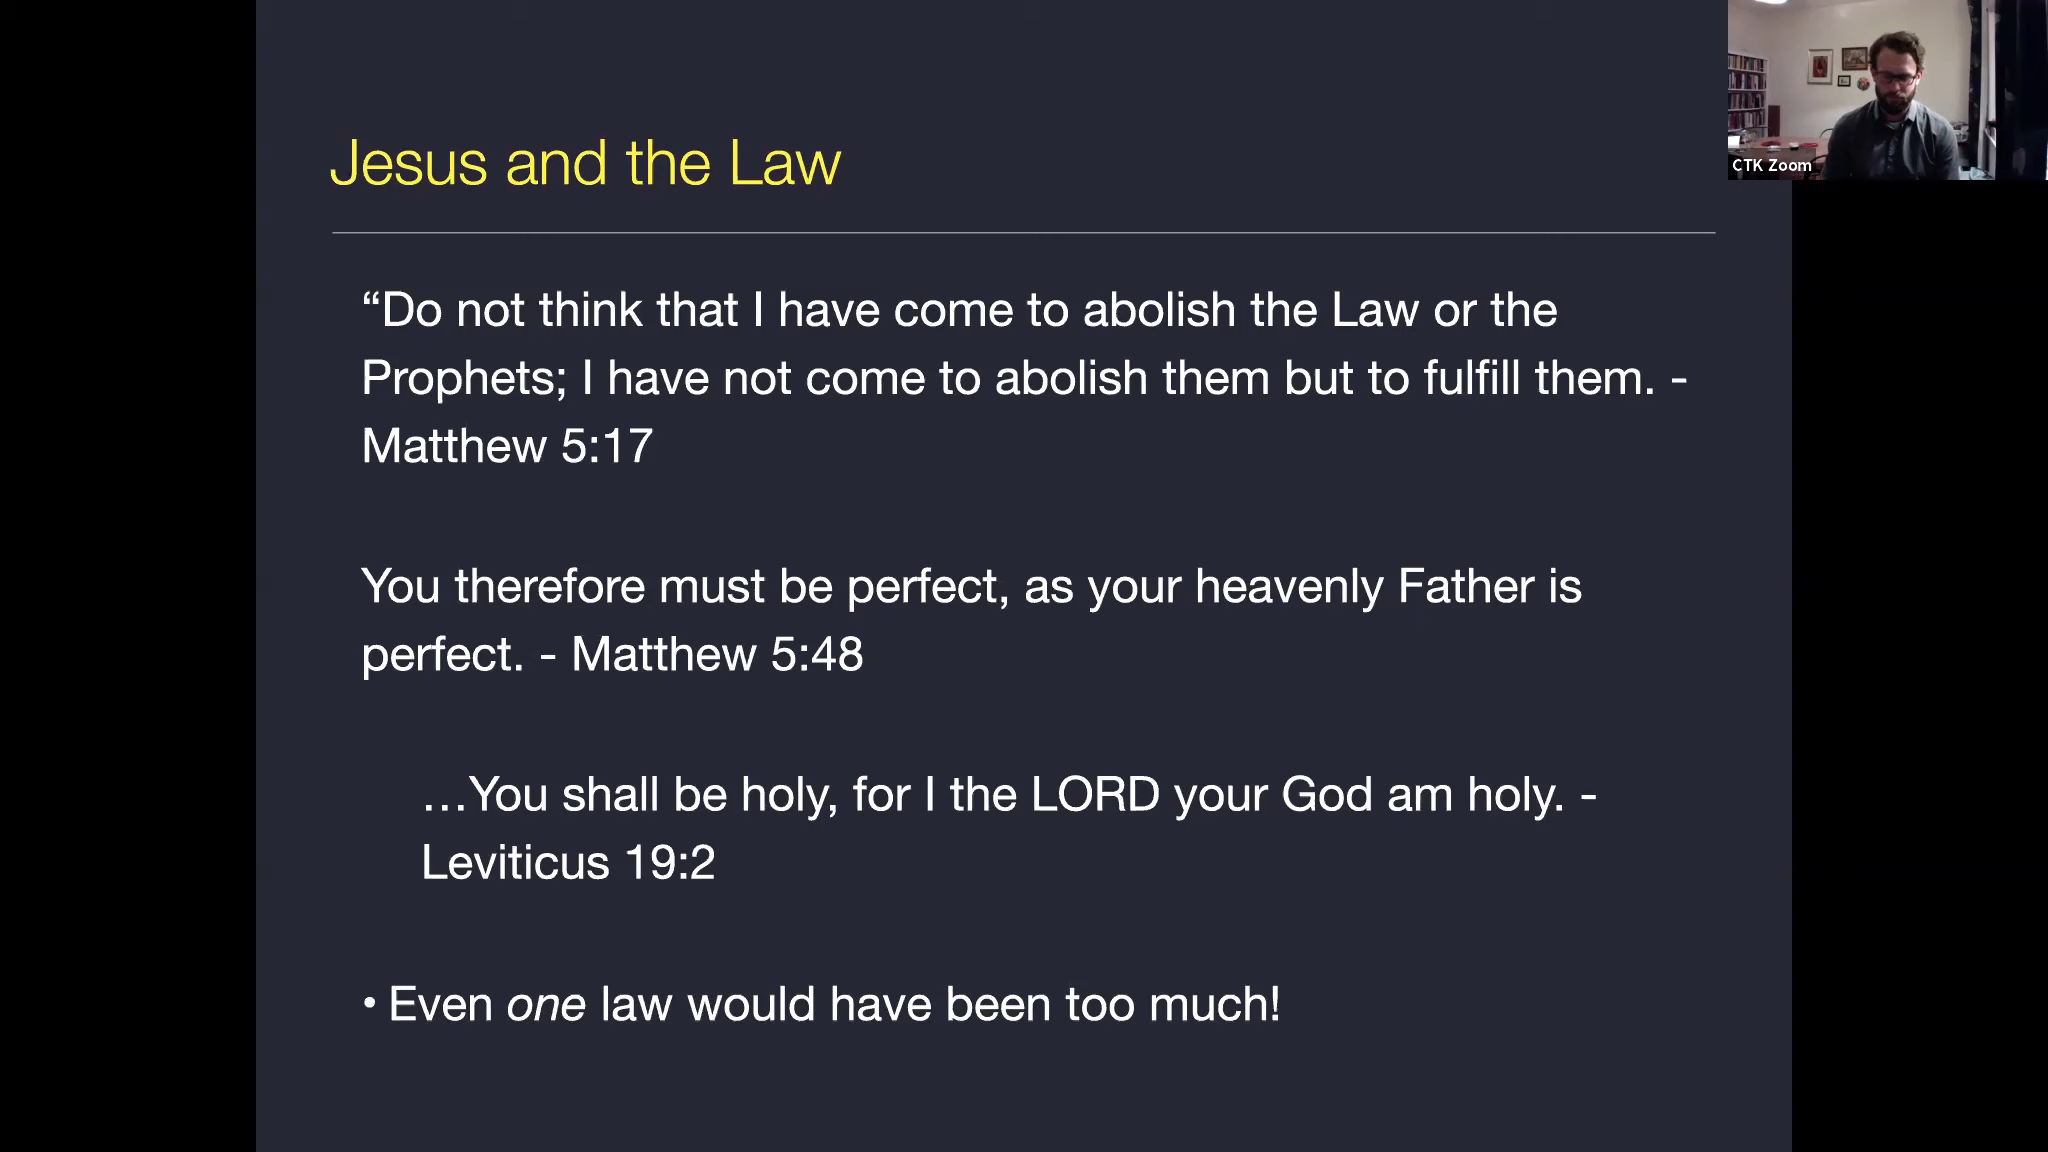 Jesus and the Law
CTK Zoom
“Do not think that I have come to abolish the Law or the
Prophets; I have not come to abolish them but to fulfill them. -
Matthew 5:17
You therefore must be perfect, as your heavenly Father is
perfect. - Matthew 5:48
…You shall be holy, for I the LORD your God am holy. -
Leviticus 19:2
• Even one law would have been too much!